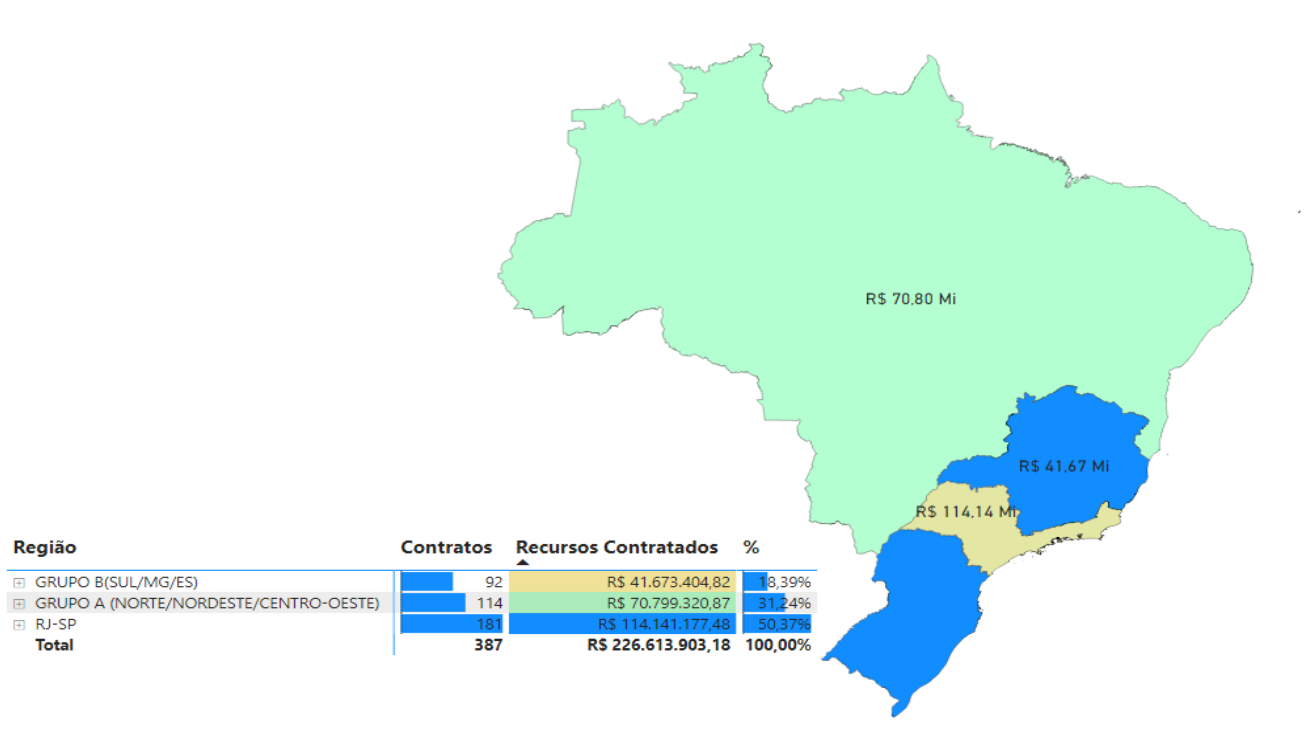 R$ 70,80 Mi
R$ 41,67 Mi
R$ 114,14 Mi
Região Contratos Recursos Contratados %
GRUPO B(SUL/MG/ES) 92 R$ 41.673.404,82 18,39%
GRUPO A (NORTE/NORDESTE/CENTRO-OESTE) 114 R$ 70.799.320,87 31,24%
RJ-SP 181 R$ 114.141.177,48 50,37%
Total 387 R$ 226.613.903,18 100,00%